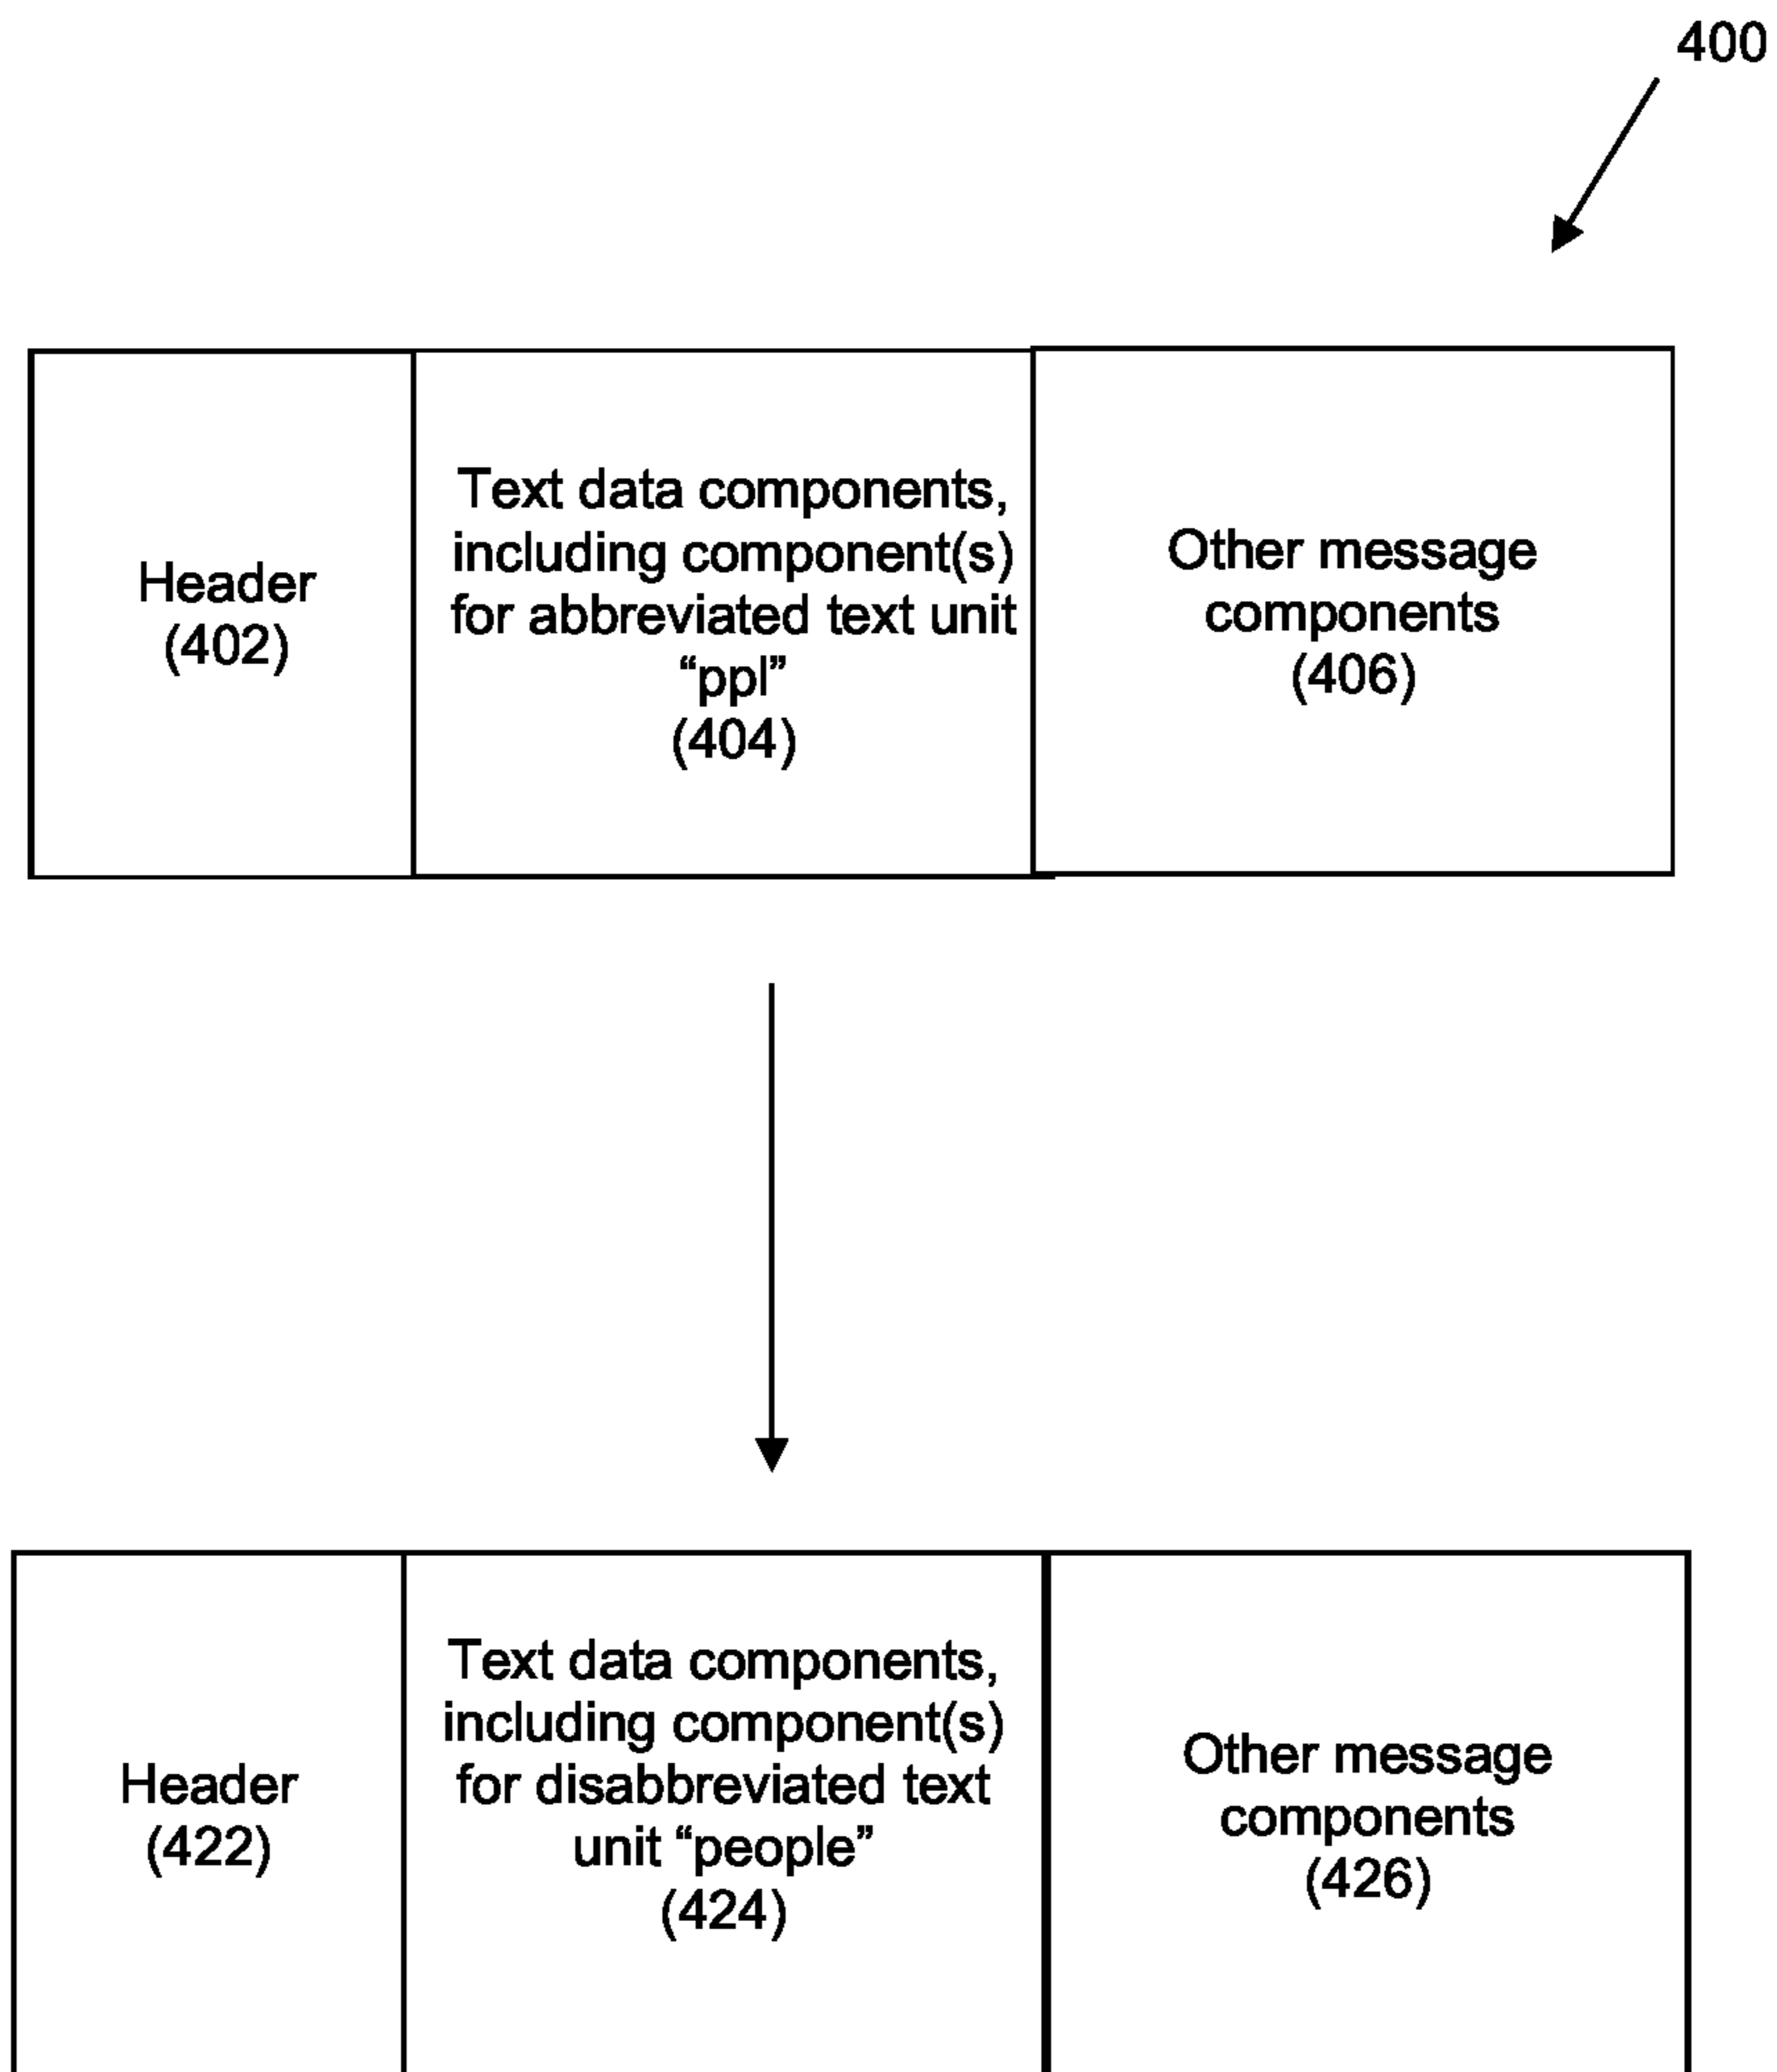 400
Header
(402)
Text data components,
including component(s)
for abbreviated text unit
“ppl”
(404)
Other message
components
(406)
Header
(422)
Text data components,
including component(s)
for disabbreviated text
unit “people”
(424)
Other message
components
(426)